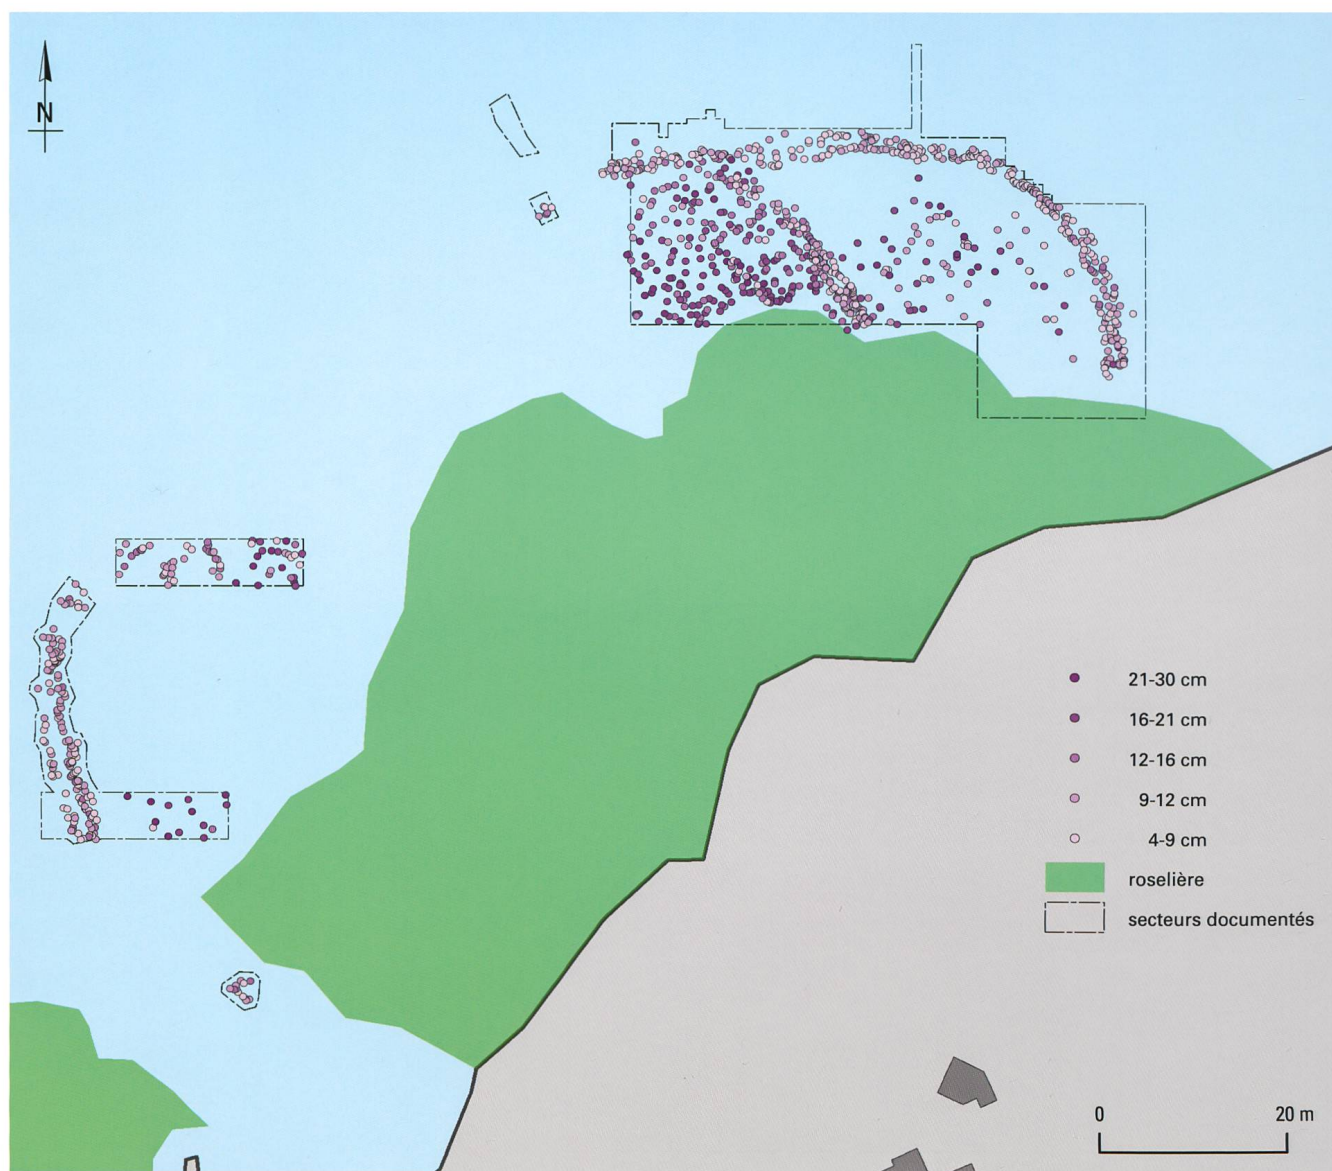 N
21-30 cm
16-21 cm
12-16 cm
9-12 cm
4-9 cm
roselière
secteurs documentés
0 20 m